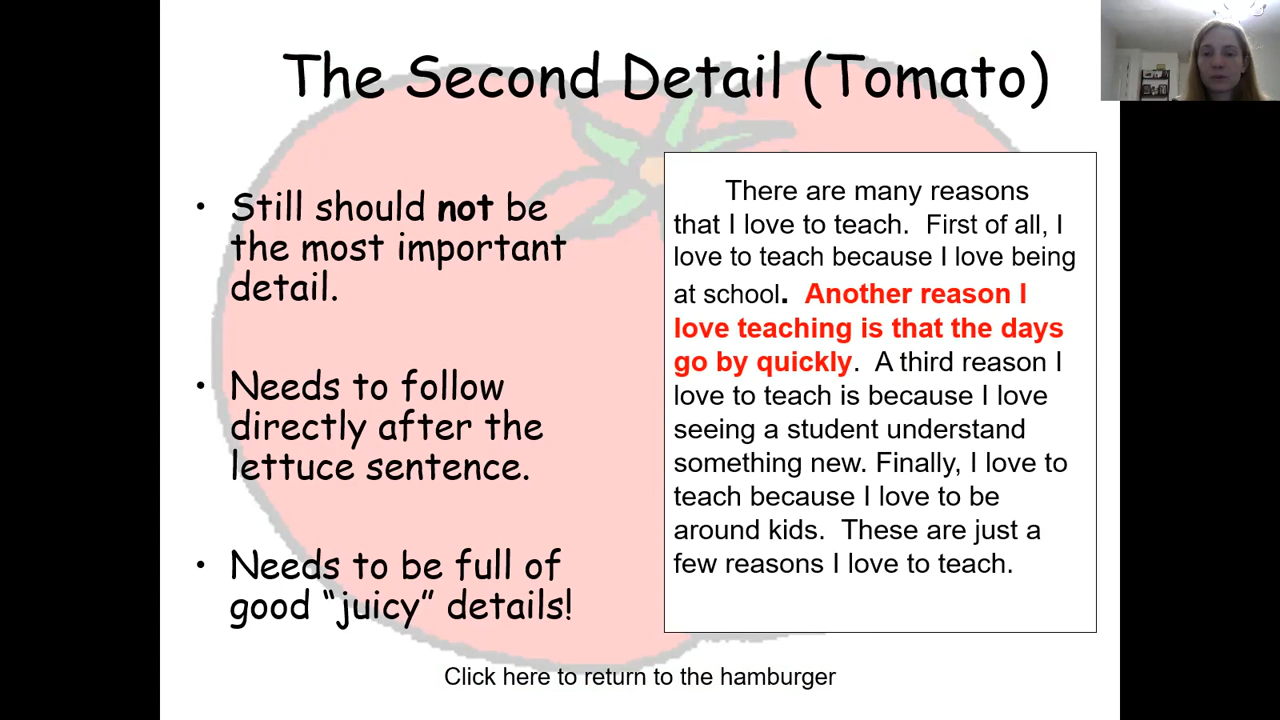 The Second Detail (Tomato)
• Still should not be
the most important
detail.
• Needs to follow
directly after the
lettuce sentence.
• Needs to be full of
good “juicy” details!
There are many reasons
that I love to teach. First of all, I
love to teach because I love being
at school. Another reason I
love teaching is that the days
go by quickly. A third reason I
love to teach is because I love
seeing a student understand
something new. Finally, I love to
teach because I love to be
around kids. These are just a
few reasons I love to teach.
Click here to return to the hamburger